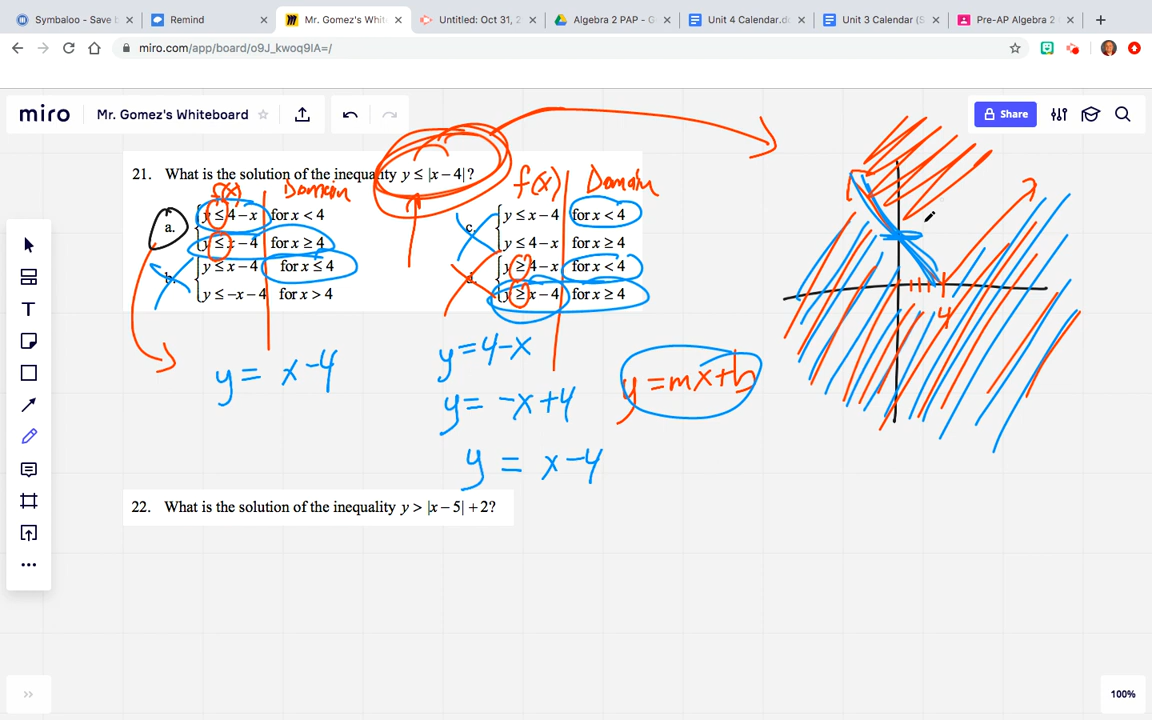 Symbaloo - Save b
Remind
Mr. Gomez's Whit
Untitled: Oct 31, 2
Algebra 2 PAP - G
Unit 4 Calendar.dc
Unit 3 Calendar (S
Pre-AP Algebra 2
miro.com/app/board/o9J_kwoq9IA=/
miro
Mr. Gomez's Whiteboard
Share
21. What is the solution of the inequality y ≤ |x − 4|?
f(x) Domain
f(x) Domain
a. y ≤ 4 − x for x < 4
y ≤ x − 4 for x ≥ 4
b. y ≤ x − 4 for x ≤ 4
y ≤ −x − 4 for x > 4
c. y ≤ x − 4 for x < 4
y ≤ 4 − x for x ≥ 4
d. y ≥ 4 − x for x < 4
y ≥ x − 4 for x ≥ 4
4
y = x-4
y=4-x
y= -x+4
y = x-4
y=mx+b
22. What is the solution of the inequality y > |x − 5| + 2?
100%